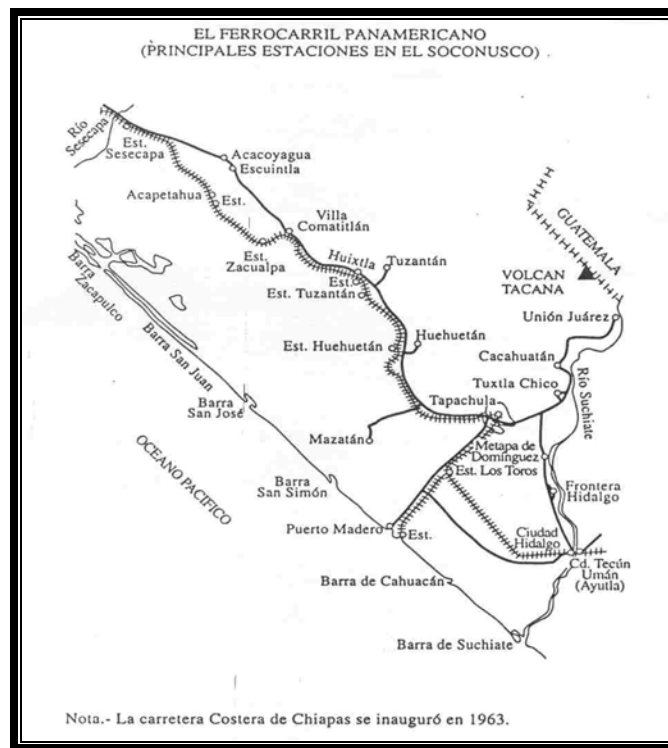 EL FERROCARRIL PANAMERICANO
(PRINCIPALES ESTACIONES EN EL SOCONUSCO)
Río
Sesecapa
Est.
Sesecapa
Acacoyagua
Escuintla
Acapetahua
Est.
Villa
Comatitlán
Est.
Zacualpa
Huixtla
Est.
Tuzantán
Est. Tuzantán
GUATEMALA
VOLCAN
TACANA
Unión Juárez
Barra
Zacapulco
Barra San Juan
Est. Huehuetán
Huehuetán
Cacahuatán
Tuxtla Chico
Río Suchiate
Tapachula
Barra
San José
Mazatán
Metapa de
Domínguez
Est. Los Toros
OCEANO PACIFICO
Barra
San Simón
Frontera
Hidalgo
Puerto Madero
Est.
Ciudad
Hidalgo
Cd. Tecún
Umán
(Ayutla)
Barra de Cahuacán
Barra de Suchiate
Nota.- La carretera Costera de Chiapas se inauguró en 1963.